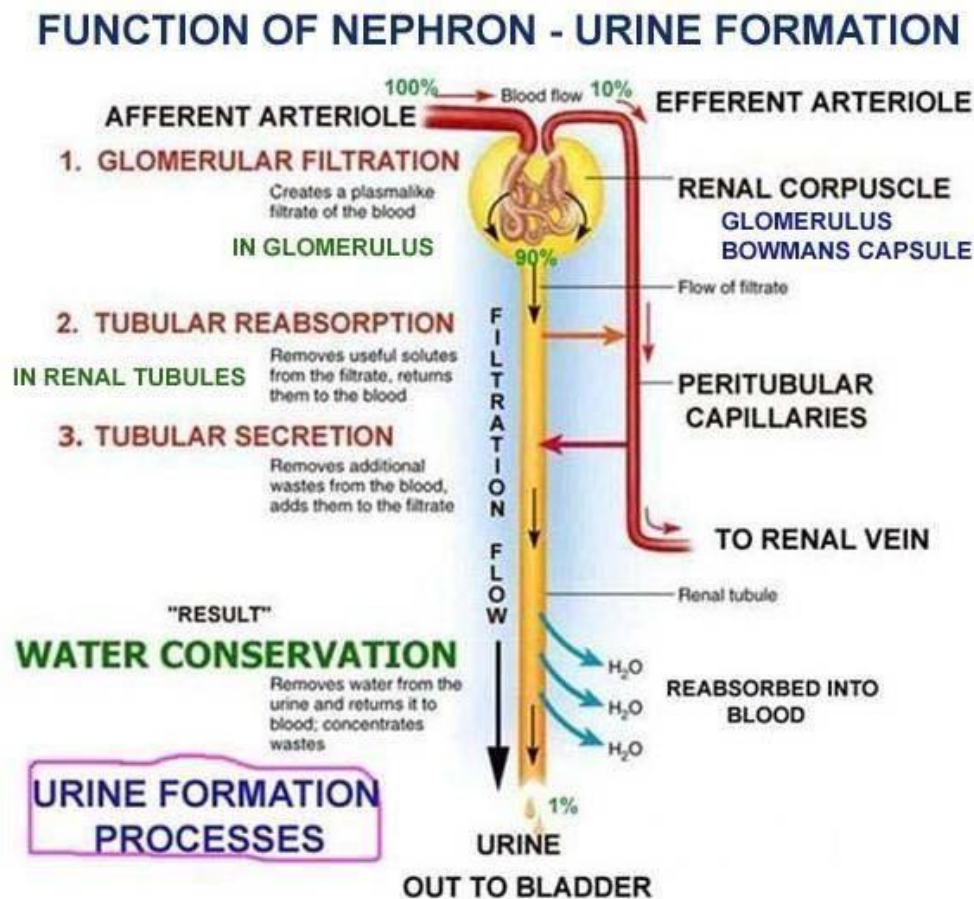 FUNCTION OF NEPHRON - URINE FORMATION
100%
Blood flow
10%
AFFERENT ARTERIOLE
EFFERENT ARTERIOLE
1. GLOMERULAR FILTRATION
Creates a plasmalike
filtrate of the blood
IN GLOMERULUS
RENAL CORPUSCLE
GLOMERULUS
BOWMANS CAPSULE
90%
Flow of filtrate
2. TUBULAR REABSORPTION
IN RENAL TUBULES
Removes useful solutes
from the filtrate, returns
them to the blood
PERITUBULAR
CAPILLARIES
3. TUBULAR SECRETION
Removes additional
wastes from the blood,
adds them to the filtrate
FILTRATION FLOW
TO RENAL VEIN
Renal tubule
"RESULT"
WATER CONSERVATION
Removes water from the
urine and returns it to
blood; concentrates
wastes
H₂O
H₂O
H₂O
REABSORBED INTO
BLOOD
URINE FORMATION
PROCESSES
1%
URINE
OUT TO BLADDER